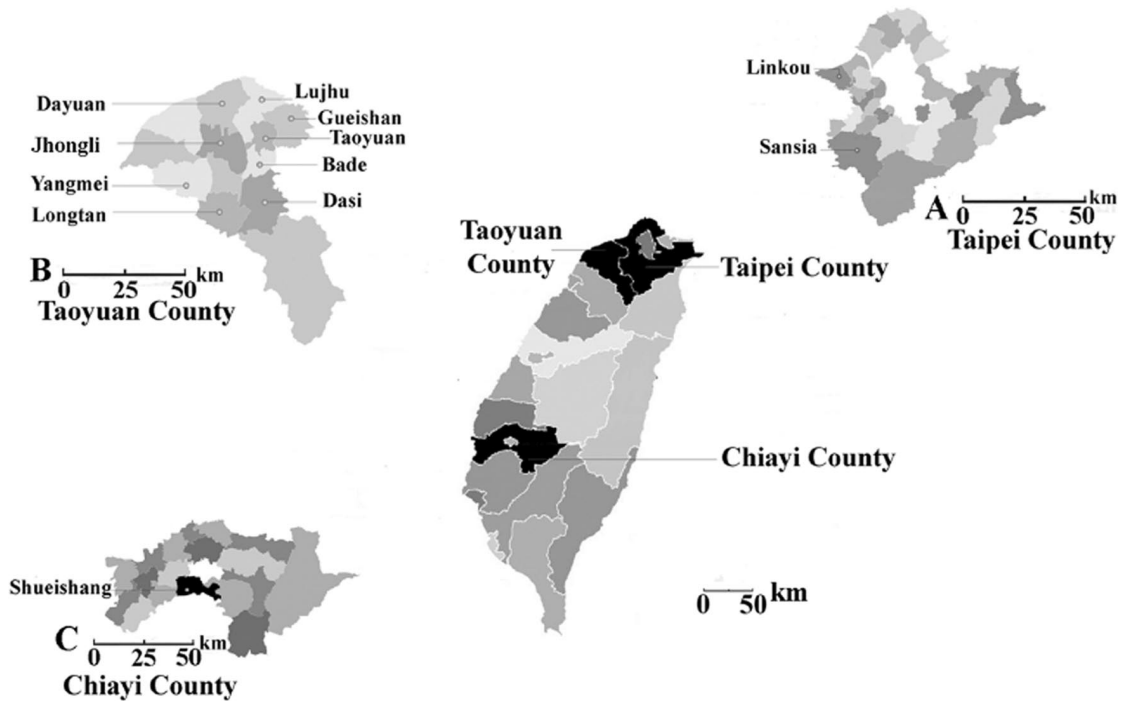 Dayuan
Lujhu
Gueishan
Taoyuan
Jhongli
Bade
Yangmei
Dasi
Longtan
B
km
0 25 50
Taoyuan County
Linkou
Sansia
A
km
0 25 50
Taipei County
Taoyuan
County
Taipei County
Chiayi County
km
0 50
Shueishang
C
km
0 25 50
Chiayi County